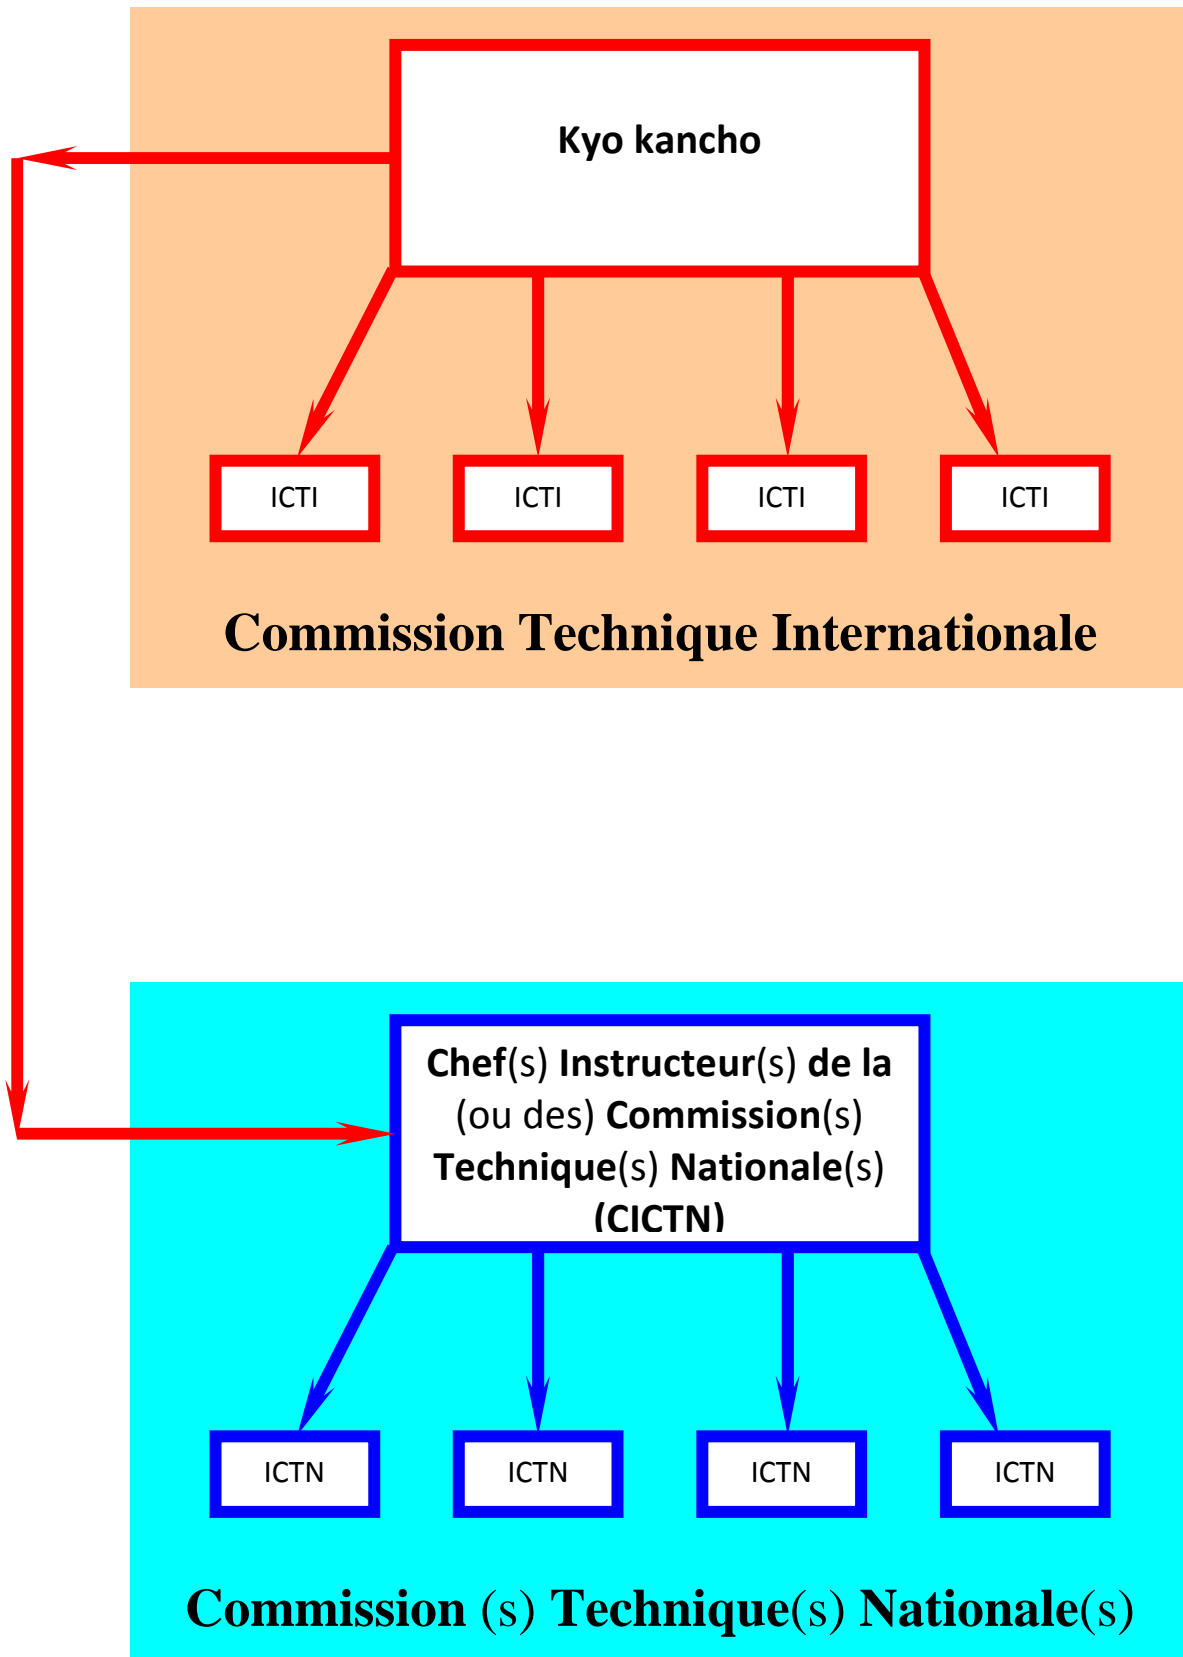 Kyo kancho
ICTI ICTI ICTI ICTI
Commission Technique Internationale
Chef(s) Instructeur(s) de la
(ou des) Commission(s)
Technique(s) Nationale(s)
(CICTN)
ICTN ICTN ICTN ICTN
Commission (s) Technique(s) Nationale(s)